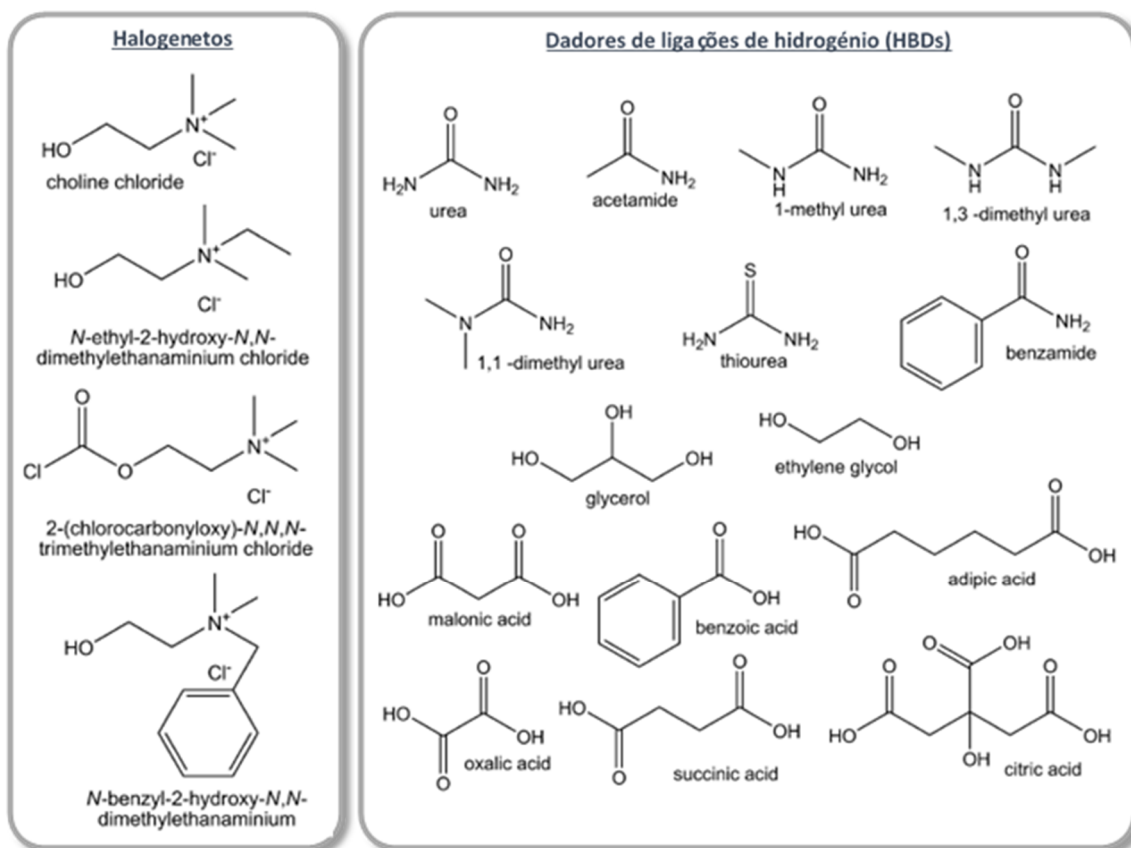 Halogenetos
HO
N⁺
Cl⁻
choline chloride
HO
N⁺
Cl⁻
N-ethyl-2-hydroxy-N,N-
dimethylethanaminium chloride
O
Cl
O
N⁺
Cl⁻
2-(chlorocarbonyloxy)-N,N,N-
trimethylethanaminium chloride
HO
N⁺
Cl⁻
N-benzyl-2-hydroxy-N,N-
dimethylethanaminium
Dadores de ligações de hidrogénio (HBDs)
O
H₂N
NH₂
urea
O
NH₂
acetamide
O
N
H
NH₂
1-methyl urea
O
N
H
N
H
1,3 -dimethyl urea
O
N
NH₂
1,1 -dimethyl urea
S
H₂N
NH₂
thiourea
O
NH₂
benzamide
OH
HO
OH
glycerol
HO
OH
ethylene glycol
O
O
HO
OH
malonic acid
O
OH
benzoic acid
O
HO
OH
O
adipic acid
O
HO
OH
O
oxalic acid
O
HO
OH
O
succinic acid
O
OH
O
O
HO
OH
OH
citric acid